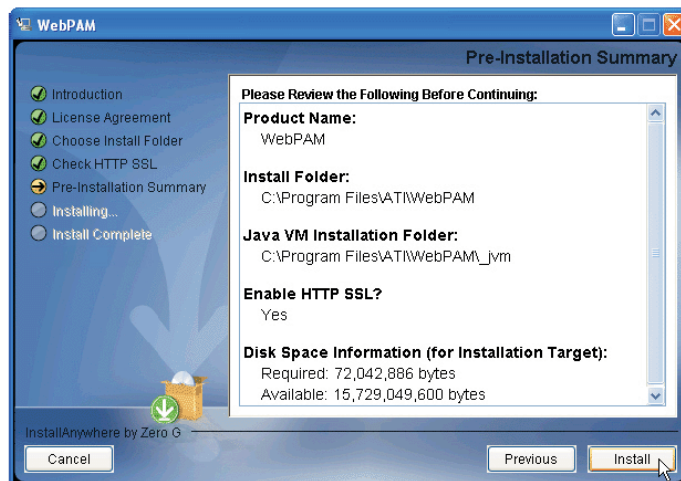 WebPAM
Pre-Installation Summary
Introduction
License Agreement
Choose Install Folder
Check HTTP SSL
Pre-Installation Summary
Installing...
Install Complete
Please Review the Following Before Continuing:
Product Name:
WebPAM
Install Folder:
C:\Program Files\ATI\WebPAM
Java VM Installation Folder:
C:\Program Files\ATI\WebPAM\_jvm
Enable HTTP SSL?
Yes
Disk Space Information (for Installation Target):
Required: 72,042,886 bytes
Available: 15,729,049,600 bytes
InstallAnywhere by Zero G
Cancel
Previous
Install